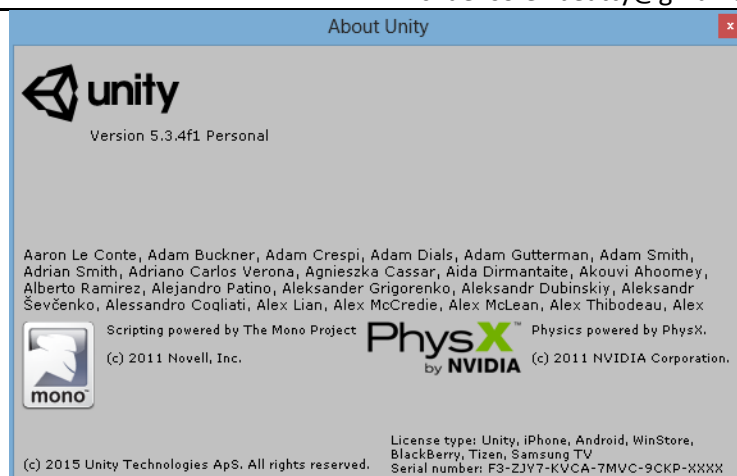 About Unity
x
unity
Version 5.3.4f1 Personal
Aaron Le Conte, Adam Buckner, Adam Crespi, Adam Dials, Adam Gutterman, Adam Smith,
Adrian Smith, Adriano Carlos Verona, Agnieszka Cassar, Aida Dirmantaite, Akouvi Ahoomey,
Alberto Ramirez, Alejandro Patino, Aleksander Grigorenko, Aleksandr Dubinskiy, Aleksandr
Ševčenko, Alessandro Cogliati, Alex Lian, Alex McCredie, Alex McLean, Alex Thibodeau, Alex
mono
Scripting powered by The Mono Project
(c) 2011 Novell, Inc.
PhysX™
by NVIDIA
Physics powered by PhysX.
(c) 2011 NVIDIA Corporation.
(c) 2015 Unity Technologies ApS. All rights reserved.
License type: Unity, iPhone, Android, WinStore,
BlackBerry, Tizen, Samsung TV
Serial number: F3-ZJY7-KVCA-7MVC-9CKP-XXXX